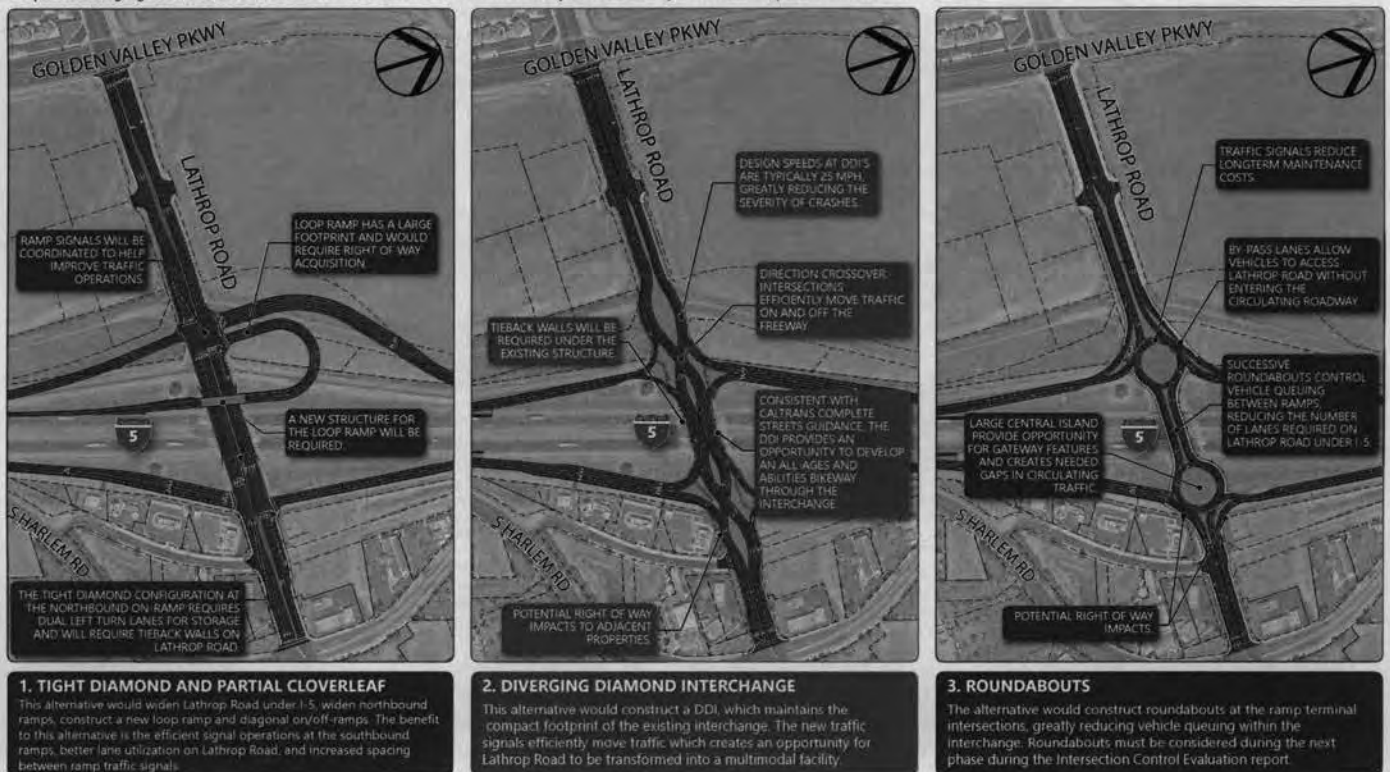 GOLDEN VALLEY PKWY
LATHROP ROAD
RAMP SIGNALS WILL BE
COORDINATED TO HELP
IMPROVE TRAFFIC
OPERATIONS
LOOP RAMP HAS A LARGE
FOOTPRINT AND WOULD
REQUIRE RIGHT OF WAY
ACQUISITION
A NEW STRUCTURE FOR
THE LOOP RAMP WILL BE
REQUIRED.
5
S HARLEM RD
THE TIGHT DIAMOND CONFIGURATION AT
THE NORTHBOUND ON-RAMP REQUIRES
DUAL LEFT TURN LANES FOR STORAGE
AND WILL REQUIRE TIEBACK WALLS ON
LATHROP ROAD.
1. TIGHT DIAMOND AND PARTIAL CLOVERLEAF
This alternative would widen Lathrop Road under I-5, widen northbound
ramps, construct a new loop ramp and diagonal on/off-ramps. The benefit
to this alternative is the efficient signal operations at the southbound
ramps, better lane utilization on Lathrop Road, and increased spacing
between ramp traffic signals.
GOLDEN VALLEY PKWY
LATHROP ROAD
DESIGN SPEEDS AT DDI'S
ARE TYPICALLY 25 MPH,
GREATLY REDUCING THE
SEVERITY OF CRASHES.
DIRECTION CROSSOVER
INTERSECTIONS
EFFICIENTLY MOVE TRAFFIC
ON AND OFF THE
FREEWAY.
TIEBACK WALLS WILL BE
REQUIRED UNDER THE
EXISTING STRUCTURE.
5
CONSISTENT WITH
CALTRANS COMPLETE
STREETS GUIDANCE, THE
DDI PROVIDES AN
OPPORTUNITY TO DEVELOP
AN ALL AGES AND
ABILITIES BIKEWAY
THROUGH THE
INTERCHANGE
S HARLEM RD
POTENTIAL RIGHT OF WAY
IMPACTS TO ADJACENT
PROPERTIES.
2. DIVERGING DIAMOND INTERCHANGE
This alternative would construct a DDI, which maintains the
compact footprint of the existing interchange. The new traffic
signals efficiently move traffic which creates an opportunity for
Lathrop Road to be transformed into a multimodal facility.
GOLDEN VALLEY PKWY
LATHROP ROAD
TRAFFIC SIGNALS REDUCE
LONGTERM MAINTENANCE
COSTS.
BY-PASS LANES ALLOW
VEHICLES TO ACCESS
LATHROP ROAD WITHOUT
ENTERING THE
CIRCULATING ROADWAY
SUCCESSIVE
ROUNDABOUTS CONTROL
VEHICLE QUEUING
BETWEEN RAMPS,
REDUCING THE NUMBER
OF LANES REQUIRED ON
LATHROP ROAD UNDER I-5.
5
LARGE CENTRAL ISLAND
PROVIDE OPPORTUNITY
FOR GATEWAY FEATURES
AND CREATES NEEDED
GAPS IN CIRCULATING
TRAFFIC
S HARLEM RD
POTENTIAL RIGHT OF WAY
IMPACTS.
3. ROUNDABOUTS
The alternative would construct roundabouts at the ramp terminal
intersections, greatly reducing vehicle queuing within the
interchange. Roundabouts must be considered during the next
phase during the Intersection Control Evaluation report.